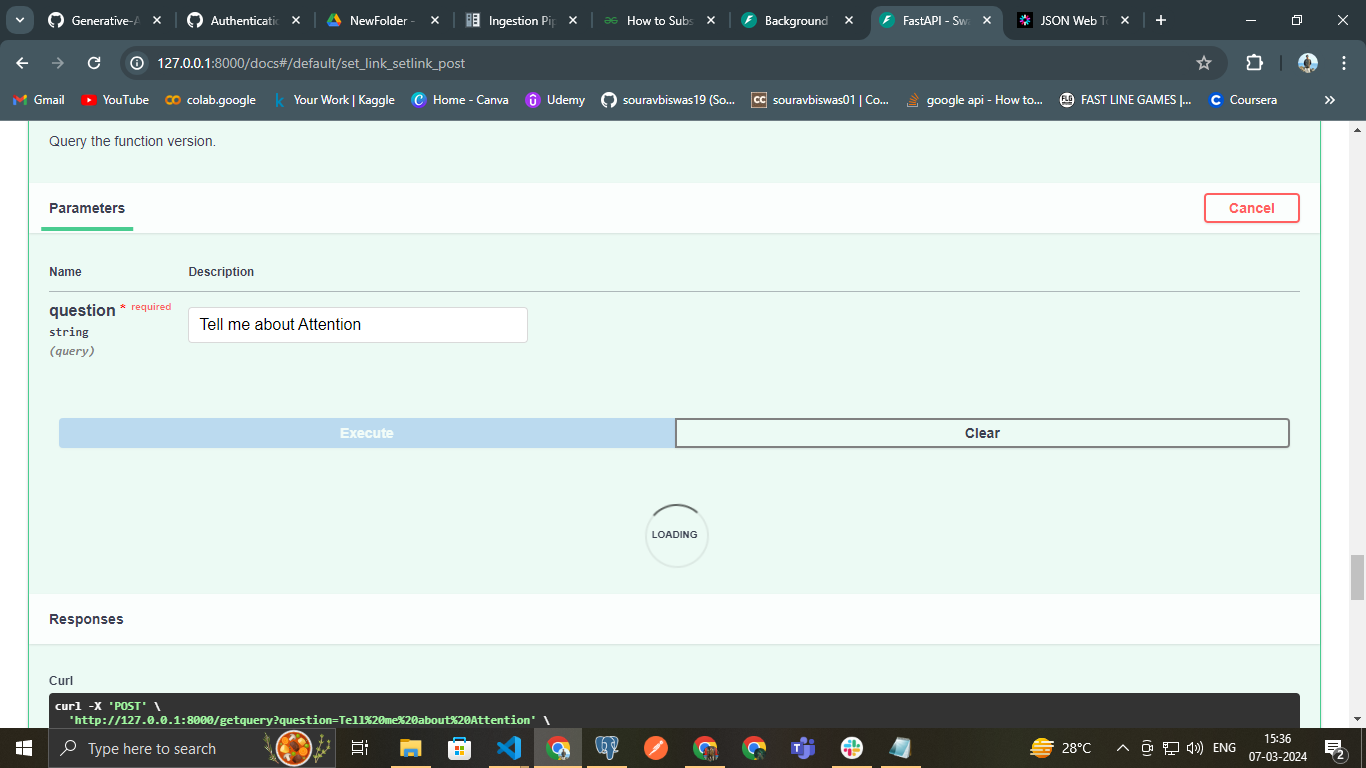 Generative-A
Authenticatio
NewFolder -
Ingestion Pip
How to Subs
Background
FastAPI - Swa
JSON Web T
127.0.0.1:8000/docs#/default/set_link_setlink_post
Gmail
YouTube
colab.google
Your Work | Kaggle
Home - Canva
Udemy
souravbiswas19 (So...
souravbiswas01 | Co...
google api - How to...
FAST LINE GAMES |...
Coursera
Query the function version.
Parameters
Cancel
Name
Description
question * required
Tell me about Attention
string
(query)
Execute
Clear
LOADING
Responses
Curl
curl -X 'POST' \
'http://127.0.0.1:8000/getquery?question=Tell%20me%20about%20Attention' \
Type here to search
28°C
ENG
15:36
07-03-2024
2